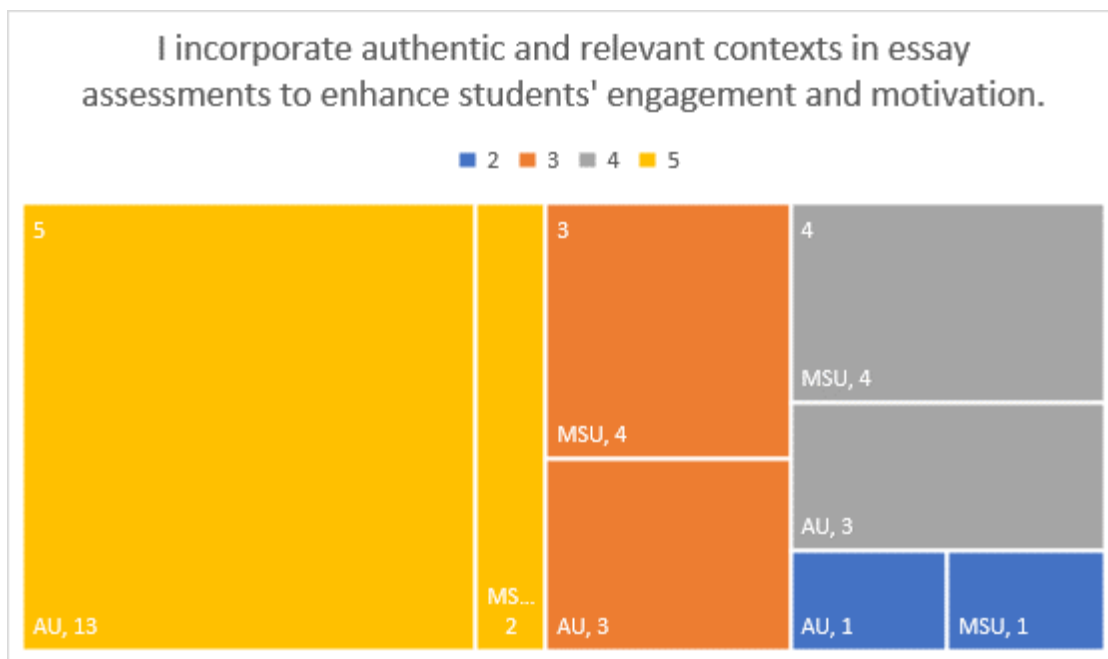 I incorporate authentic and relevant contexts in essay
assessments to enhance students' engagement and motivation.
2 3 4 5
5
AU, 13
MS...
2
3
MSU, 4
AU, 3
4
MSU, 4
AU, 3
AU, 1
MSU, 1